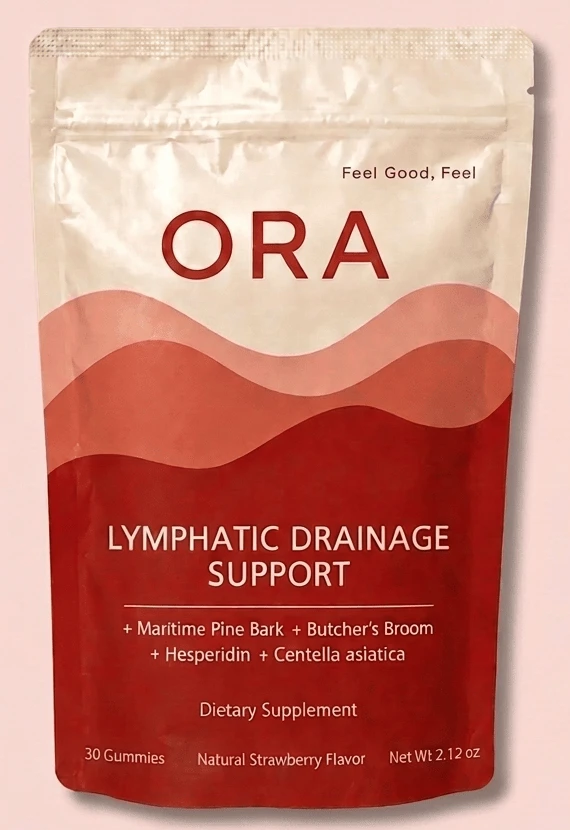 Feel Good, Feel
ORA
LYMPHATIC DRAINAGE
SUPPORT
+ Maritime Pine Bark + Butcher's Broom
+ Hesperidin + Centella asiatica
Dietary Supplement
30 Gummies Natural Strawberry Flavor Net Wt 2.12 oz